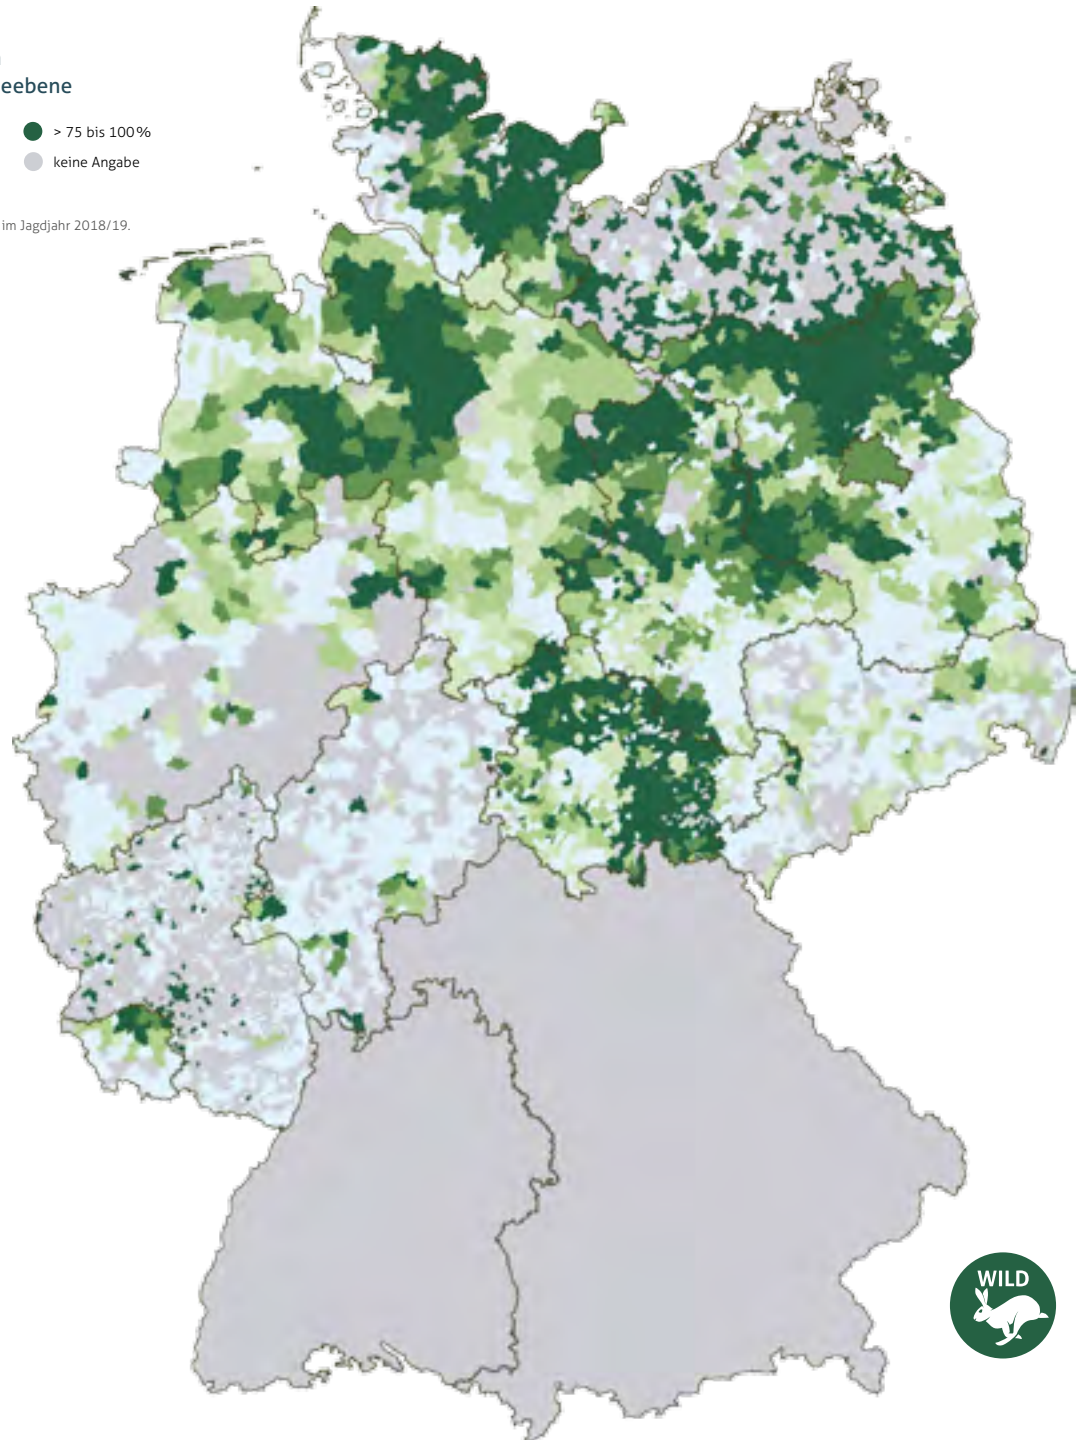 eebene
> 75 bis 100%
keine Angabe
im Jagdjahr 2018/19.
WILD